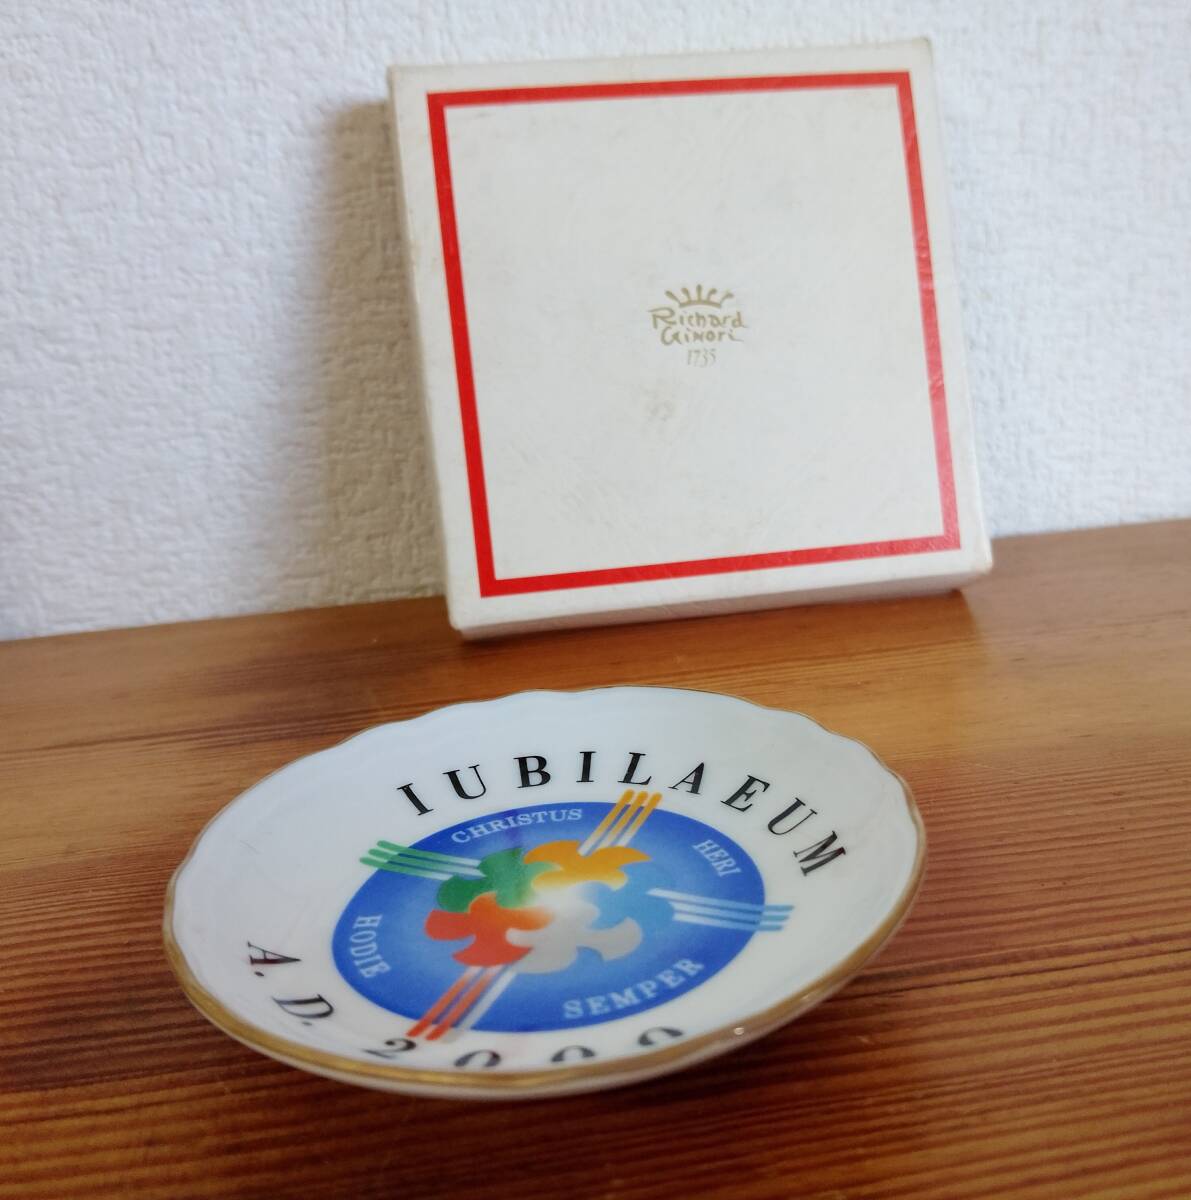 Richard
Ginori
1735
IUBILAEUM
CHRISTUS
HERI
HODIE
SEMPER
A. D. 2000